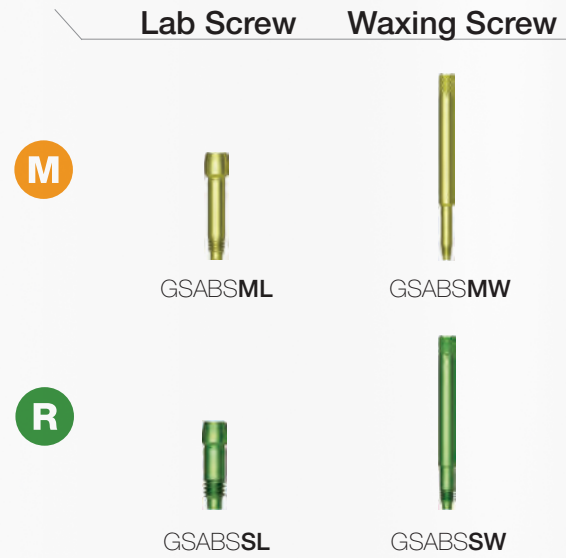 Lab Screw Waxing Screw
M
GSABSML GSABSMW
R
GSABSSL GSABSSW